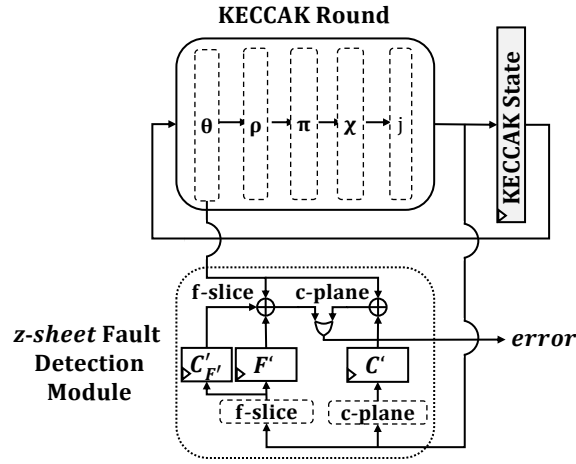 KECCAK Round
θ ρ π χ j
KECCAK State
f-slice c-plane
z-sheet Fault
Detection
Module
C'F' F' C'
error
f-slice
c-plane